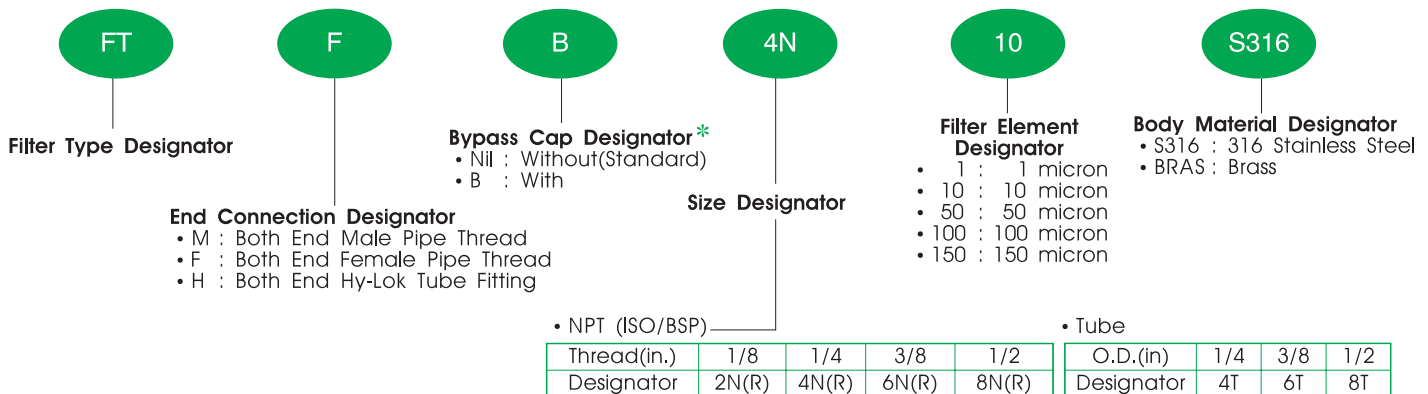 FT F B 4N 10 S316
Filter Type Designator
End Connection Designator
• M : Both End Male Pipe Thread
• F : Both End Female Pipe Thread
• H : Both End Hy-Lok Tube Fitting
Bypass Cap Designator*
• Nil : Without(Standard)
• B : With
Size Designator
Filter Element
Designator
• 1 : 1 micron
• 10 : 10 micron
• 50 : 50 micron
• 100 : 100 micron
• 150 : 150 micron
Body Material Designator
• S316 : 316 Stainless Steel
• BRAS : Brass
• NPT (ISO/BSP)
Thread(in.) 1/8 1/4 3/8 1/2
Designator 2N(R) 4N(R) 6N(R) 8N(R)
• Tube
O.D.(in) 1/4 3/8 1/2
Designator 4T 6T 8T